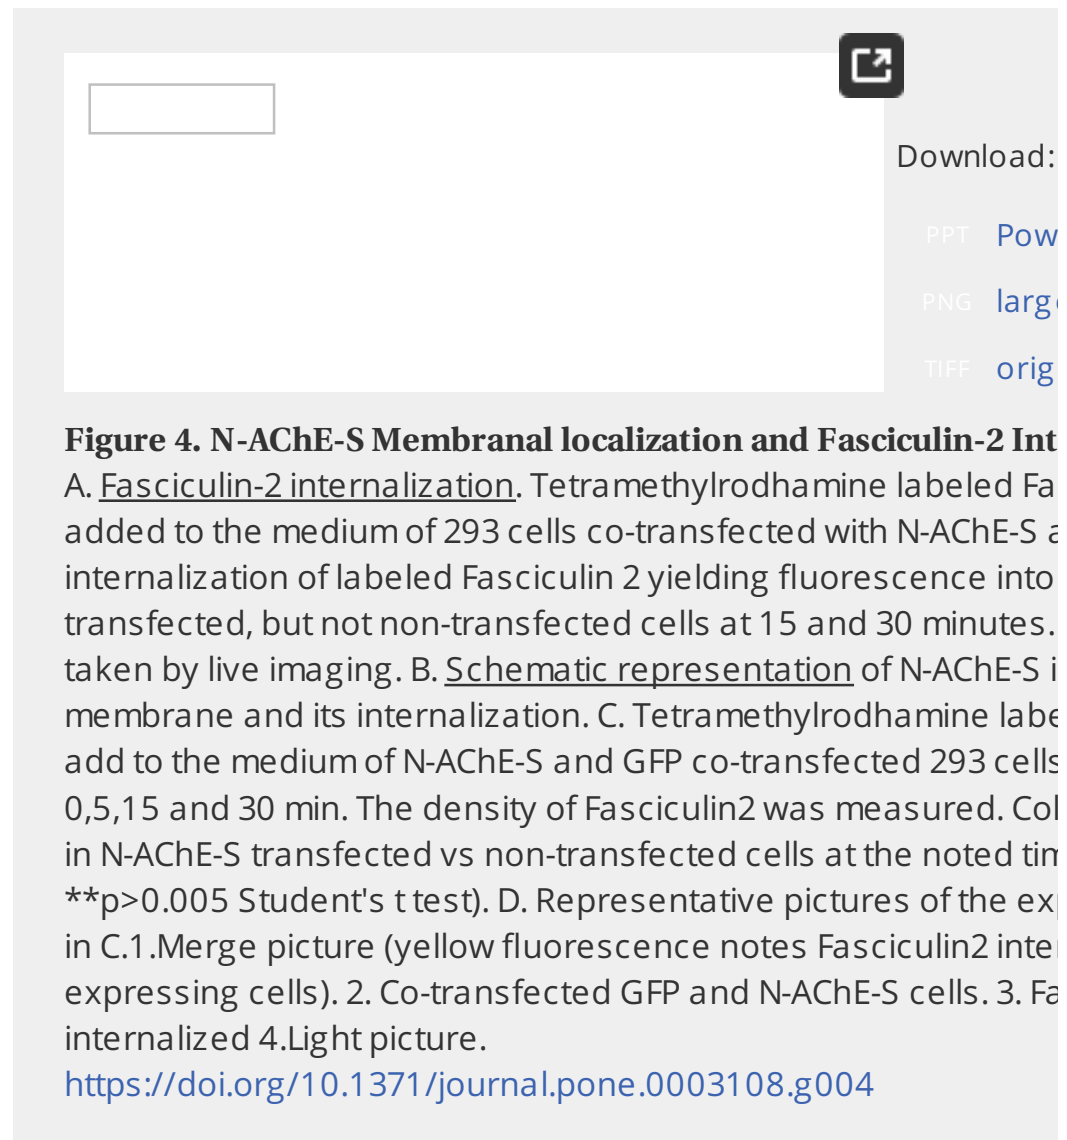 Download:
PPT Pow
PNG larg
TIFF orig
Figure 4. N-AChE-S Membranal localization and Fasciculin-2 Int
A. Fasciculin-2 internalization. Tetramethylrodhamine labeled Fa
added to the medium of 293 cells co-transfected with N-AChE-S a
internalization of labeled Fasciculin 2 yielding fluorescence into
transfected, but not non-transfected cells at 15 and 30 minutes.
taken by live imaging. B. Schematic representation of N-AChE-S i
membrane and its internalization. C. Tetramethylrodhamine labe
add to the medium of N-AChE-S and GFP co-transfected 293 cells
0,5,15 and 30 min. The density of Fasciculin2 was measured. Col
in N-AChE-S transfected vs non-transfected cells at the noted tim
**p>0.005 Student's t test). D. Representative pictures of the exp
in C.1.Merge picture (yellow fluorescence notes Fasciculin2 inter
expressing cells). 2. Co-transfected GFP and N-AChE-S cells. 3. Fa
internalized 4.Light picture.
https://doi.org/10.1371/journal.pone.0003108.g004